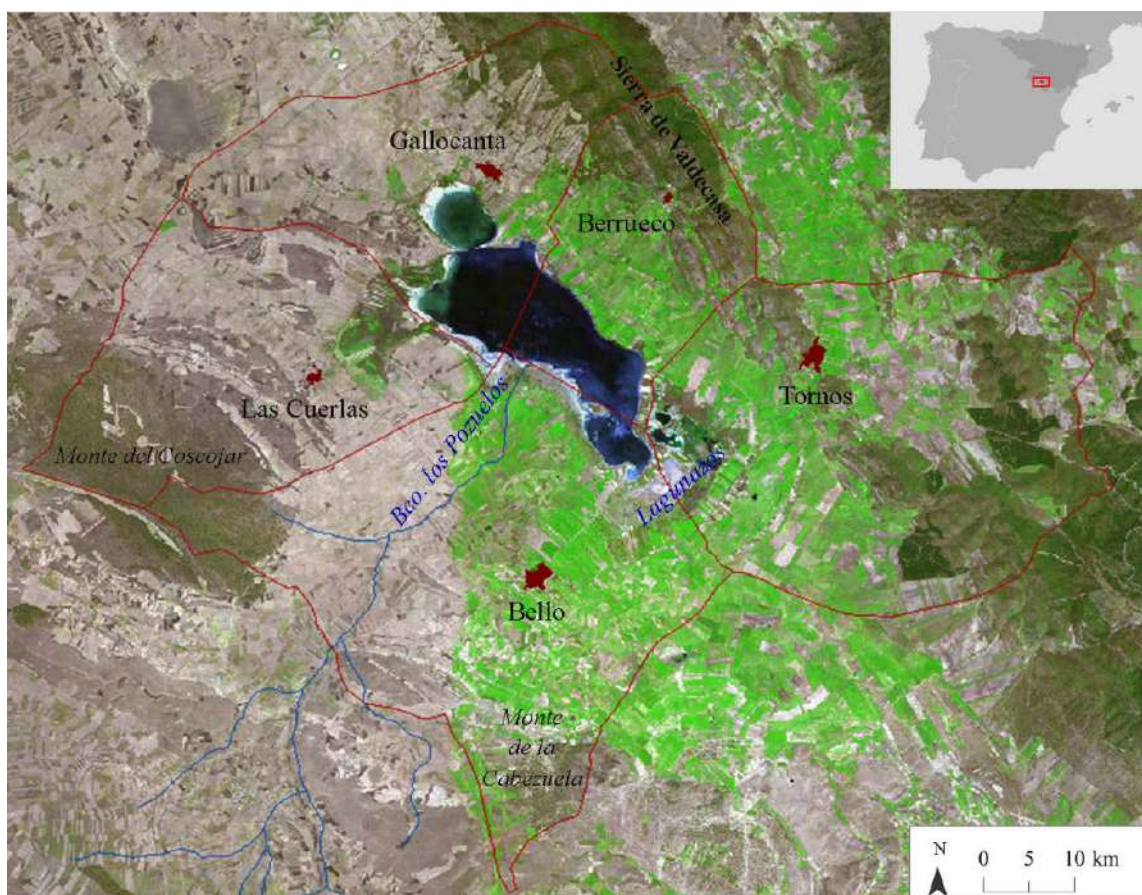 Sierra de Valdecasa
Gallocanta
Berrueco
Las Cuerlas
Tornos
Monte del Coscojar
Bco. los Pozuelos
Lagunazos
Bello
Monte
de la
Cabezuela
N
0 5 10 km